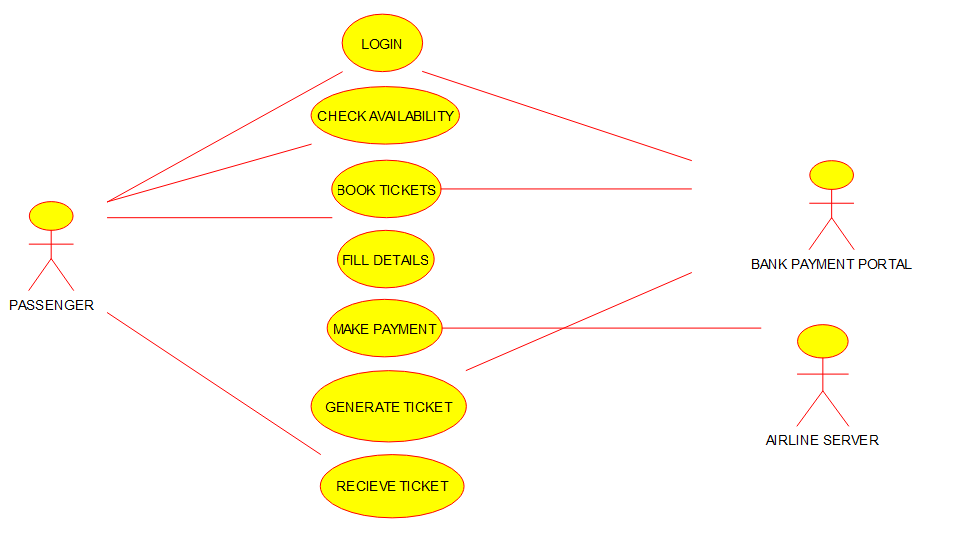 LOGIN
CHECK AVAILABILITY
BOOK TICKETS
FILL DETAILS
MAKE PAYMENT
GENERATE TICKET
RECIEVE TICKET
PASSENGER
BANK PAYMENT PORTAL
AIRLINE SERVER